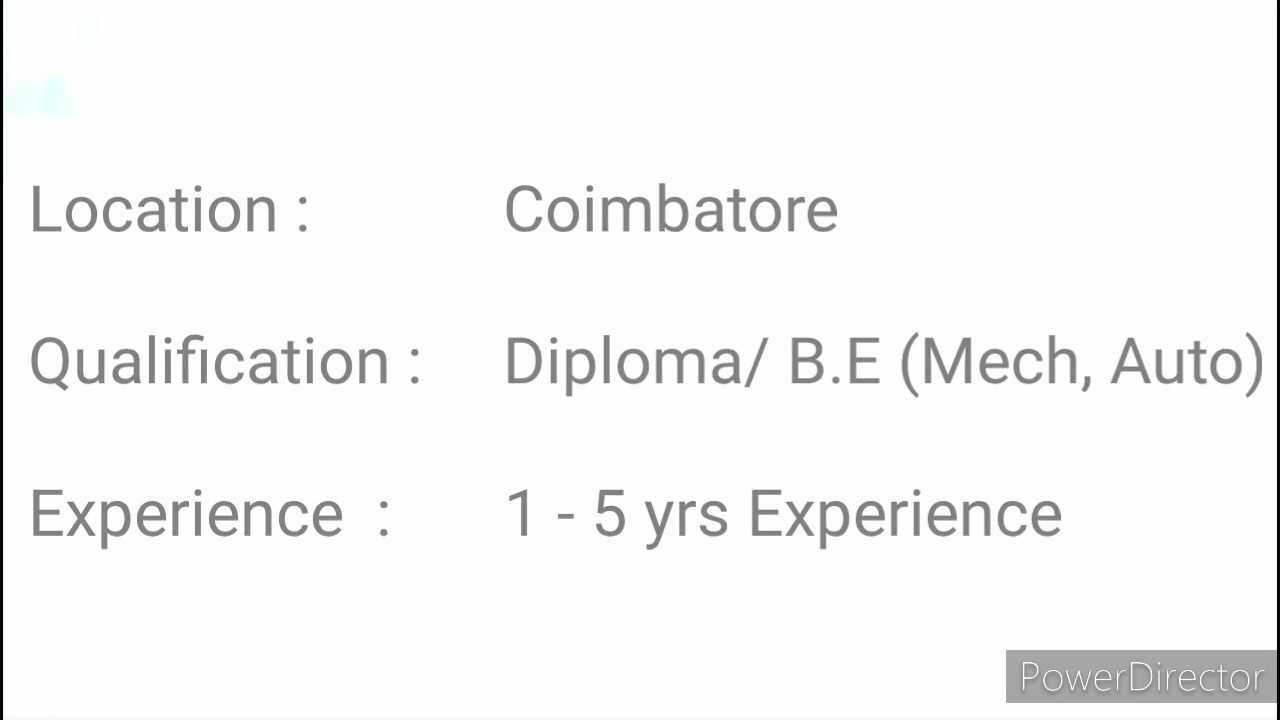 Location : Coimbatore
Qualification : Diploma/ B.E (Mech, Auto)
Experience : 1 - 5 yrs Experience
PowerDirector